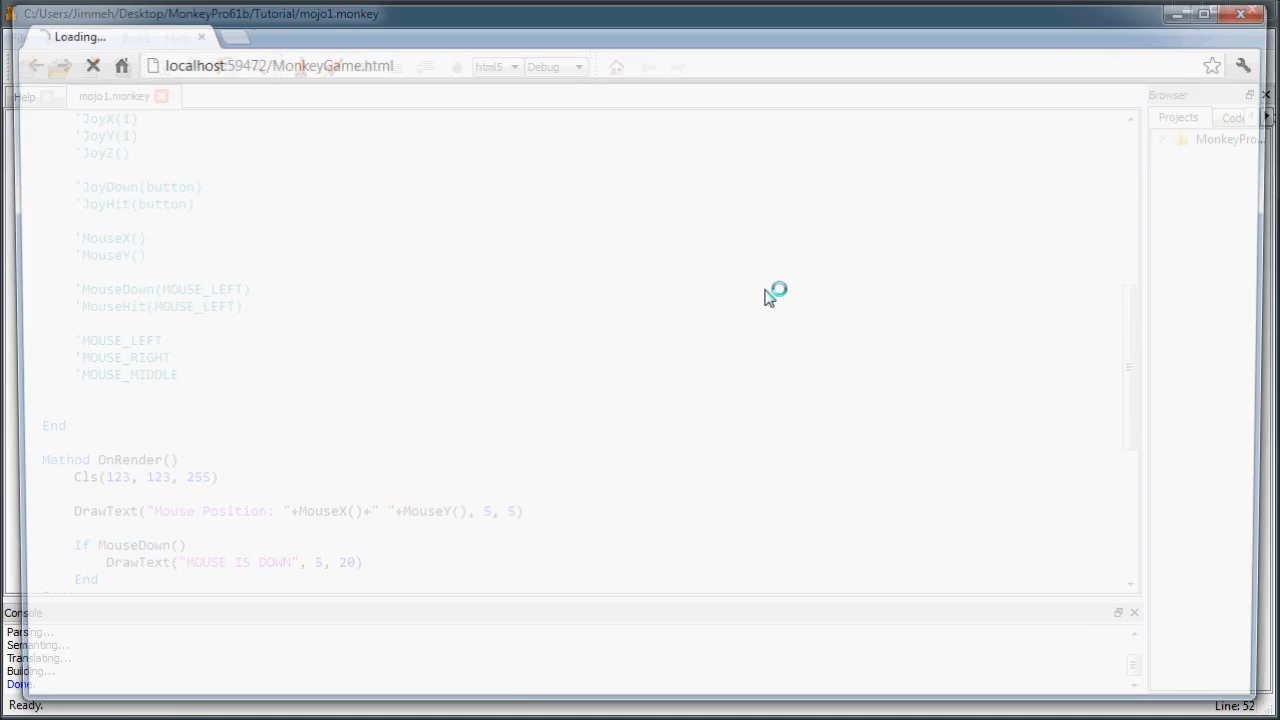 C:/Users/Jimmeh/Desktop/MonkeyPro61b/Tutorial/mojo1.monkey
Loading...
localhost:59472/MonkeyGame.html
html5
Debug
Help
mojo1.monkey
Browser
Projects
Code
MonkeyPro...
'JoyX(1)
'JoyY(1)
'JoyZ()
'JoyDown(button)
'JoyHit(button)
'MouseX()
'MouseY()
'MouseDown(MOUSE_LEFT)
'MouseHit(MOUSE_LEFT)
'MOUSE_LEFT
'MOUSE_RIGHT
'MOUSE_MIDDLE
End
Method OnRender()
Cls(123, 123, 255)
DrawText("Mouse Position: "+MouseX()+" "+MouseY(), 5, 5)
If MouseDown()
DrawText("MOUSE IS DOWN", 5, 20)
End
Console
Parsing...
Semanting...
Translating...
Building...
Done.
Ready.
Line: 52